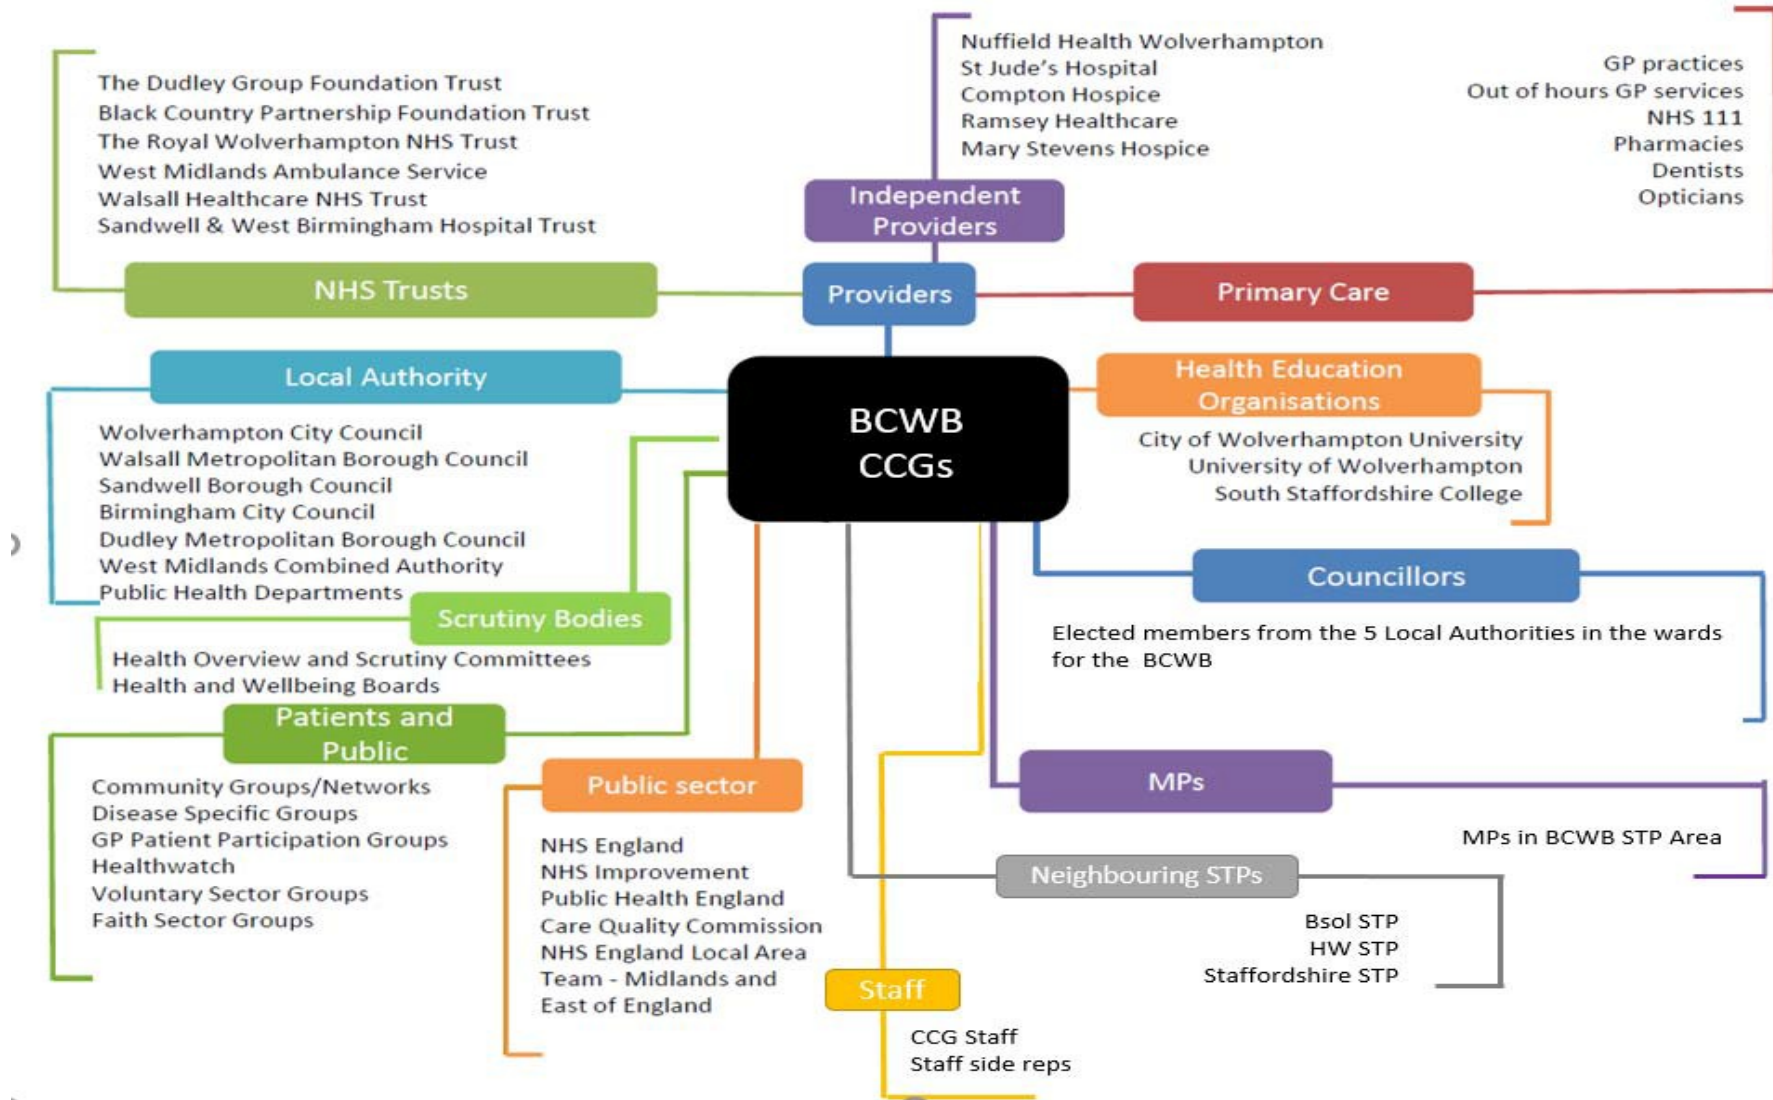 Nuffield Health Wolverhampton
St Jude's Hospital
Compton Hospice
Ramsey Healthcare
Mary Stevens Hospice
Independent
Providers
The Dudley Group Foundation Trust
Black Country Partnership Foundation Trust
The Royal Wolverhampton NHS Trust
West Midlands Ambulance Service
Walsall Healthcare NHS Trust
Sandwell & West Birmingham Hospital Trust
NHS Trusts
Providers
GP practices
Out of hours GP services
NHS 111
Pharmacies
Dentists
Opticians
Primary Care
BCWB
CCGs
Local Authority
Wolverhampton City Council
Walsall Metropolitan Borough Council
Sandwell Borough Council
Birmingham City Council
Dudley Metropolitan Borough Council
West Midlands Combined Authority
Public Health Departments
Health Education
Organisations
City of Wolverhampton University
University of Wolverhampton
South Staffordshire College
Scrutiny Bodies
Health Overview and Scrutiny Committees
Health and Wellbeing Boards
Councillors
Elected members from the 5 Local Authorities in the wards
for the BCWB
Patients and
Public
Community Groups/Networks
Disease Specific Groups
GP Patient Participation Groups
Healthwatch
Voluntary Sector Groups
Faith Sector Groups
Public sector
NHS England
NHS Improvement
Public Health England
Care Quality Commission
NHS England Local Area
Team - Midlands and
East of England
MPs
MPs in BCWB STP Area
Neighbouring STPs
Bsol STP
HW STP
Staffordshire STP
Staff
CCG Staff
Staff side reps